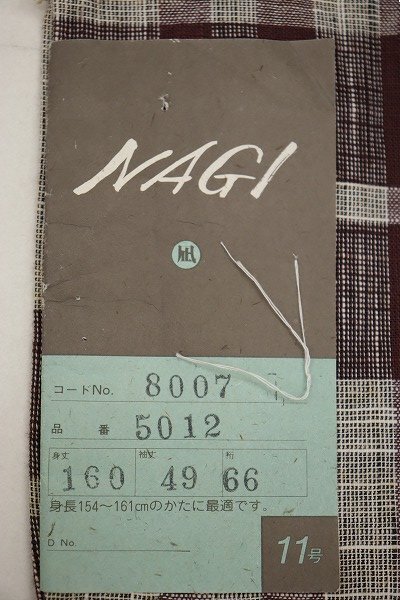 NAGI
凪
コードNo. 8007
品 番 5012
身丈 袖丈 裄
160 49 66
身長154～161cmのかたに最適です。
D No.
11号